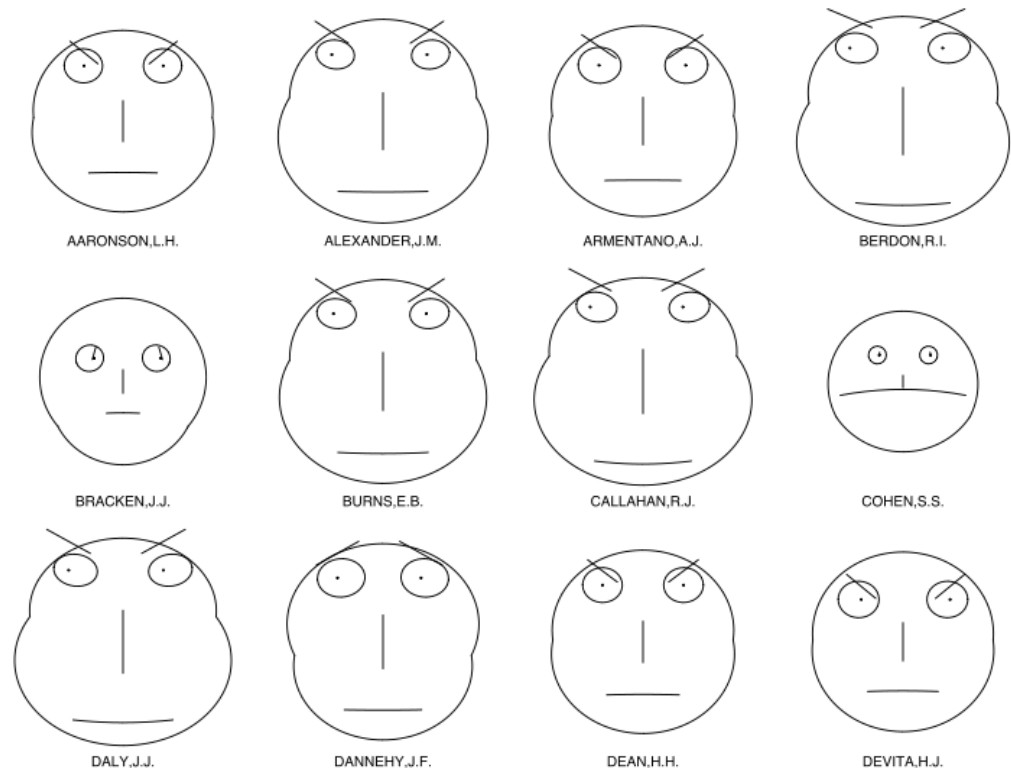 AARONSON,L.H.
ALEXANDER,J.M.
ARMENTANO,A.J.
BERDON,R.I.
BRACKEN,J.J.
BURNS,E.B.
CALLAHAN,R.J.
COHEN,S.S.
DALY,J.J.
DANNEHY,J.F.
DEAN,H.H.
DEVITA,H.J.